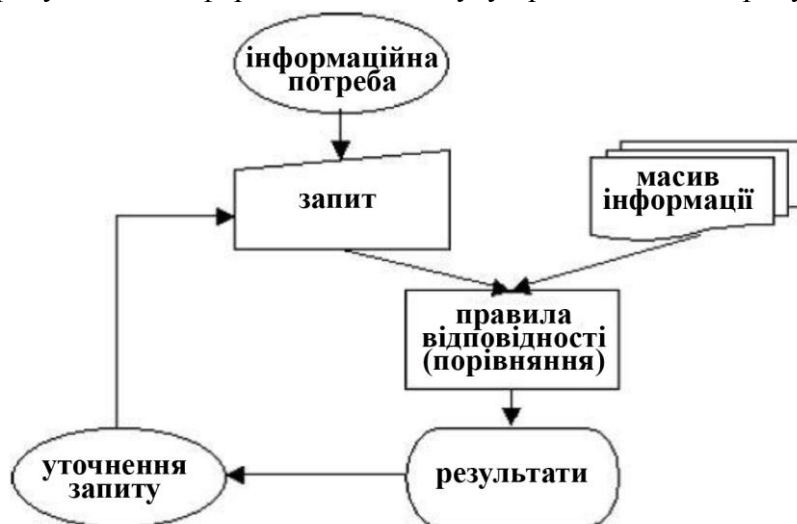 інформаційна
потреба
запит
масив
інформації
правила
відповідності
(порівняння)
результати
уточнення
запиту